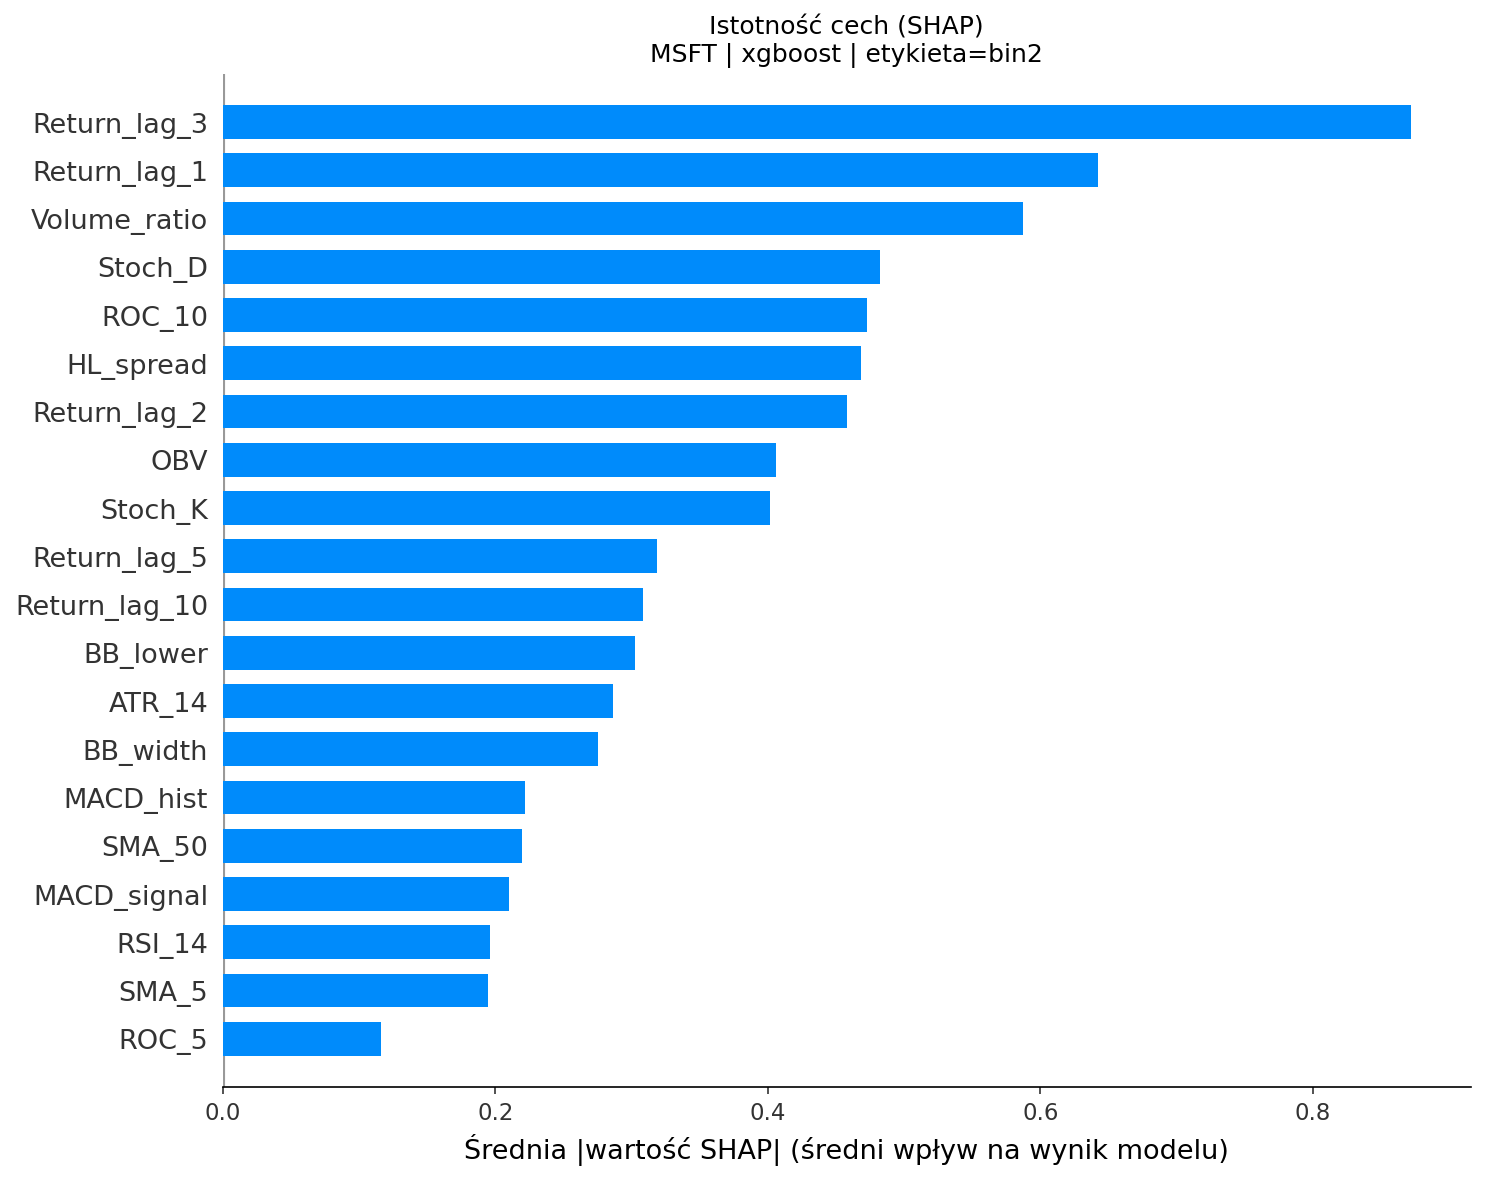 Istotność cech (SHAP)
MSFT | xgboost | etykieta=bin2
Return_lag_3
Return_lag_1
Volume_ratio
Stoch_D
ROC_10
HL_spread
Return_lag_2
OBV
Stoch_K
Return_lag_5
Return_lag_10
BB_lower
ATR_14
BB_width
MACD_hist
SMA_50
MACD_signal
RSI_14
SMA_5
ROC_5
0.0 0.2 0.4 0.6 0.8
Średnia |wartość SHAP| (średni wpływ na wynik modelu)